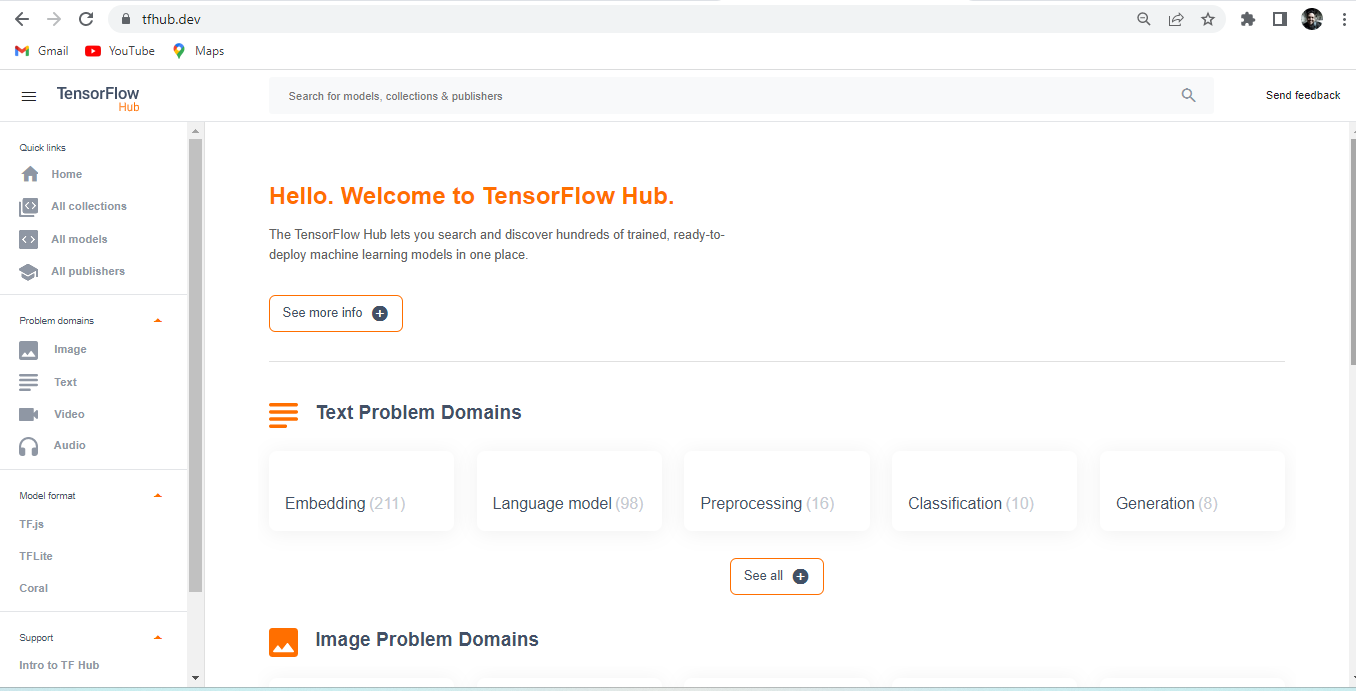 tfhub.dev
Gmail YouTube Maps
TensorFlow
Hub
Search for models, collections & publishers
Send feedback
Quick links
Home
All collections
All models
All publishers
Problem domains
Image
Text
Video
Audio
Model format
TF.js
TFLite
Coral
Support
Intro to TF Hub
Hello. Welcome to TensorFlow Hub.
The TensorFlow Hub lets you search and discover hundreds of trained, ready-to-
deploy machine learning models in one place.
See more info
Text Problem Domains
Embedding (211) Language model (98) Preprocessing (16) Classification (10) Generation (8)
See all
Image Problem Domains